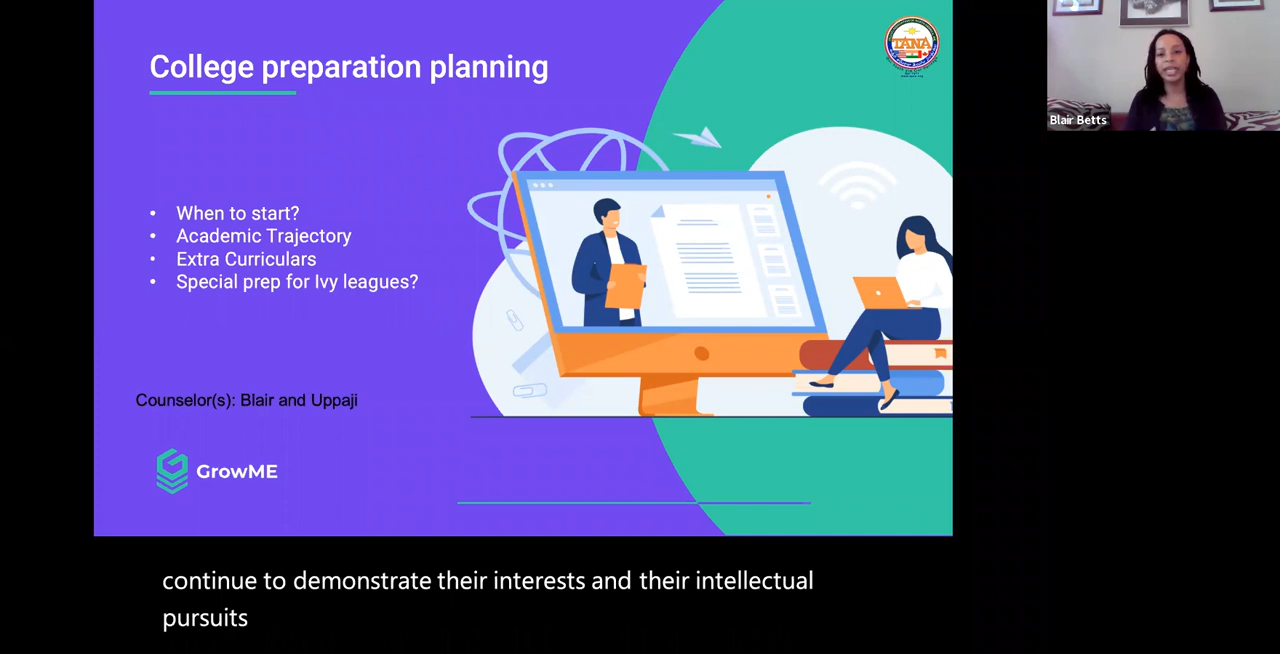 College preparation planning
TANA
Blair Betts
• When to start?
• Academic Trajectory
• Extra Curriculars
• Special prep for Ivy leagues?
Counselor(s): Blair and Uppaji
GrowME
continue to demonstrate their interests and their intellectual
pursuits